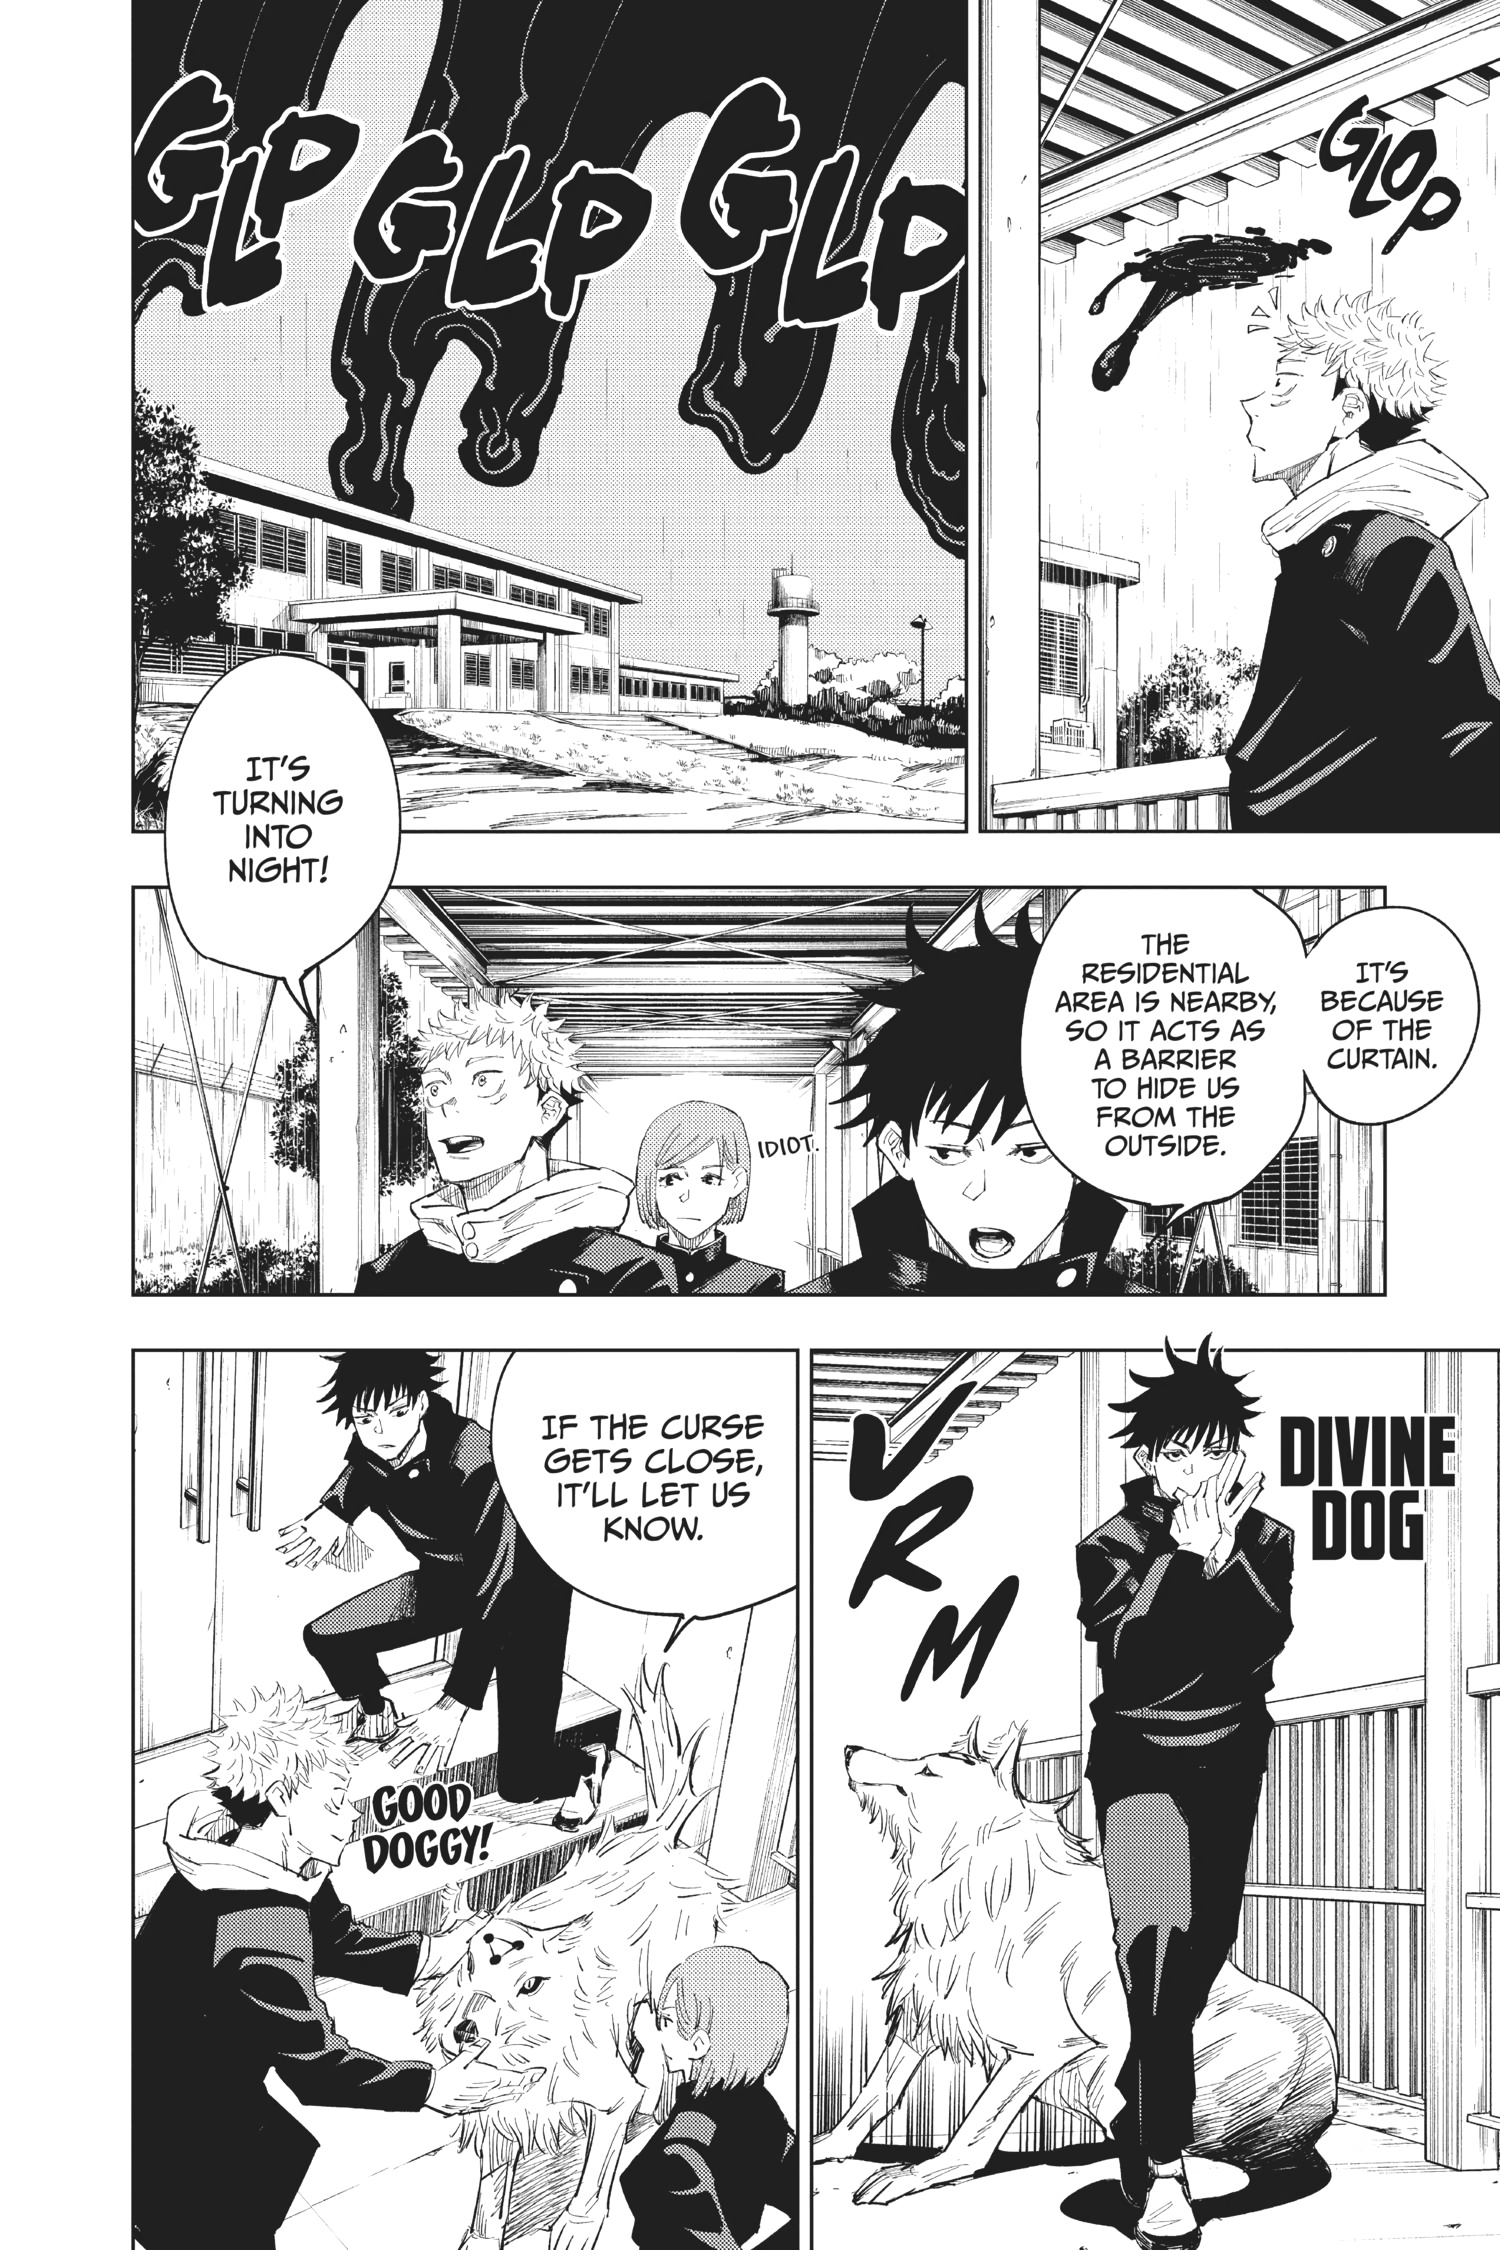 GLOP
GLP GLP GLP
IT'S
TURNING
INTO
NIGHT!
IT'S
BECAUSE
OF THE
CURTAIN.
THE
RESIDENTIAL
AREA IS NEARBY,
SO IT ACTS AS
A BARRIER
TO HIDE US
FROM THE
OUTSIDE.
IDIOT.
DIVINE
DOG
VRM
IF THE CURSE
GETS CLOSE,
IT'LL LET US
KNOW.
GOOD
DOGGY!